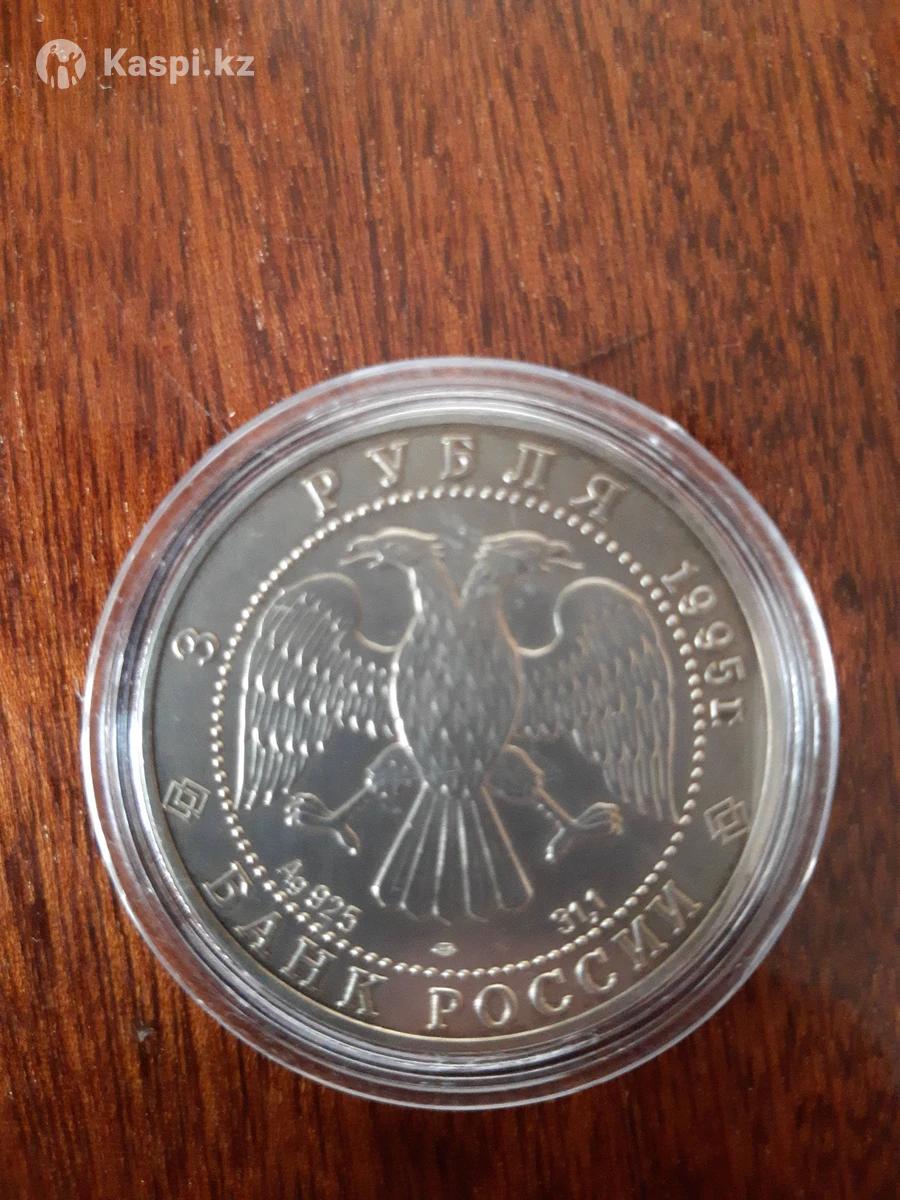 Kaspi.kz
3 РУБЛЯ 1995г
Ag 925
31,1
БАНК РОССИИ